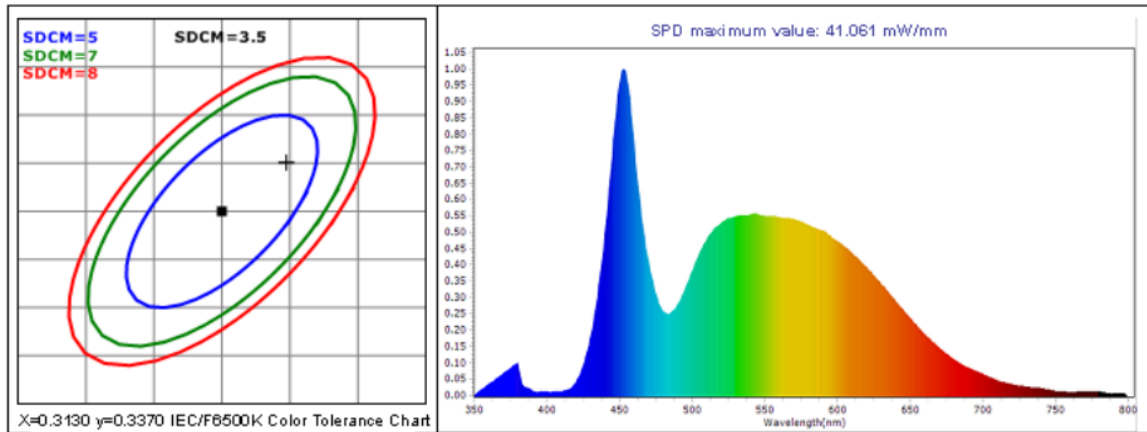 SDCM=5
SDCM=3.5
SDCM=7
SDCM=8
X=0.3130 y=0.3370 IEC/F6500K Color Tolerance Chart
SPD maximum value: 41.061 mW/mm
1.05
1.00
0.95
0.90
0.85
0.80
0.75
0.70
0.65
0.60
0.55
0.50
0.45
0.40
0.35
0.30
0.25
0.20
0.15
0.10
0.05
0.00
350 400 450 500 550 600 650 700 750 800
Wavelength(nm)